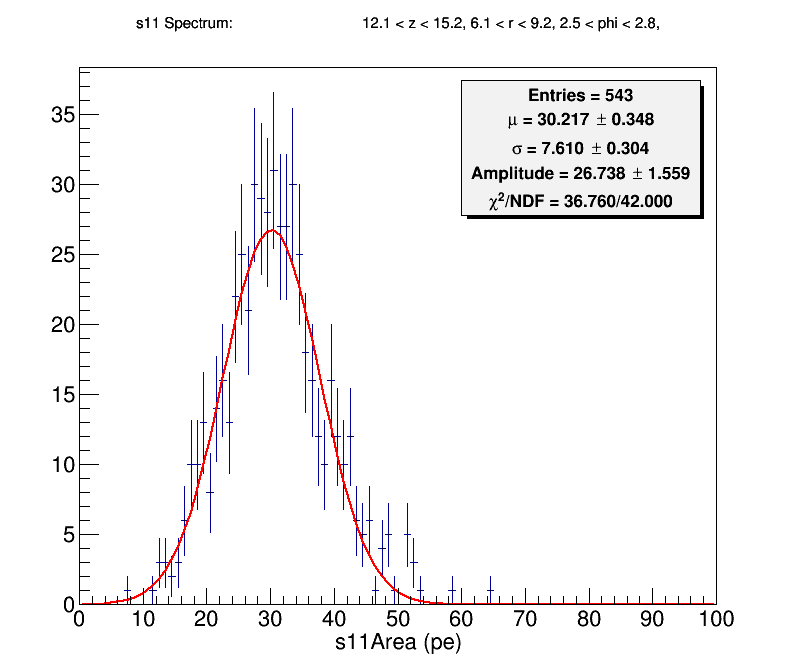 s11 Spectrum: 12.1 < z < 15.2, 6.1 < r < 9.2, 2.5 < phi < 2.8,
Entries = 543
μ = 30.217 ± 0.348
σ = 7.610 ± 0.304
Amplitude = 26.738 ± 1.559
χ²/NDF = 36.760/42.000
35
30
25
20
15
10
5
0
0 10 20 30 40 50 60 70 80 90 100
s11Area (pe)